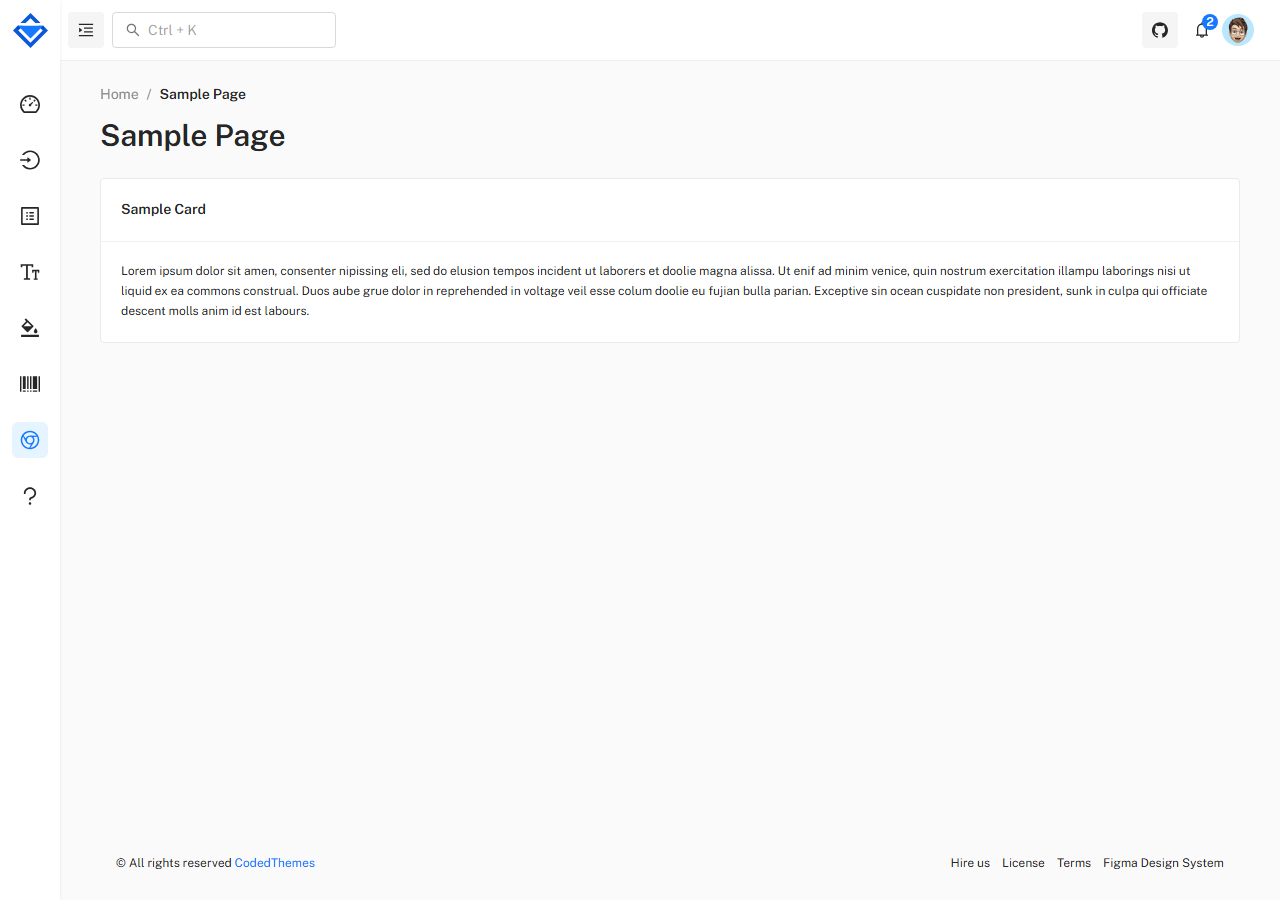 Ctrl + K
2
Home / Sample Page
Sample Page
Sample Card
Lorem ipsum dolor sit amen, consenter nipissing eli, sed do elusion tempos incident ut laborers et doolie magna alissa. Ut enif ad minim venice, quin nostrum exercitation illampu laborings nisi ut
liquid ex ea commons construal. Duos aube grue dolor in reprehended in voltage veil esse colum doolie eu fujian bulla parian. Exceptive sin ocean cuspidate non president, sunk in culpa qui officiate
descent molls anim id est labours.
© All rights reserved CodedThemes
Hire us License Terms Figma Design System